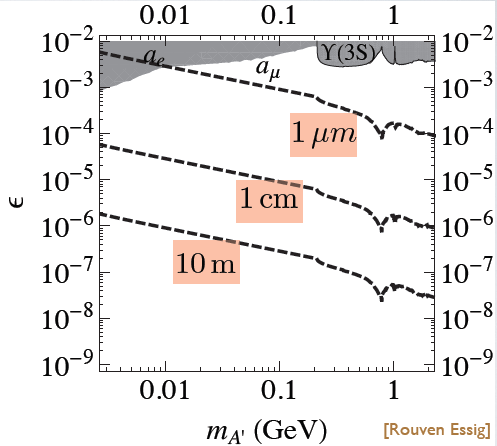 0.01 0.1 1
10⁻² 10⁻²
10⁻³ 10⁻³
10⁻⁴ 10⁻⁴
10⁻⁵ 10⁻⁵
10⁻⁶ 10⁻⁶
10⁻⁷ 10⁻⁷
10⁻⁸ 10⁻⁸
10⁻⁹ 10⁻⁹
ϵ
aₑ
a_μ
ϒ(3S)
1 μm
1 cm
10 m
0.01 0.1 1
m_A' (GeV)
[Rouven Essig]